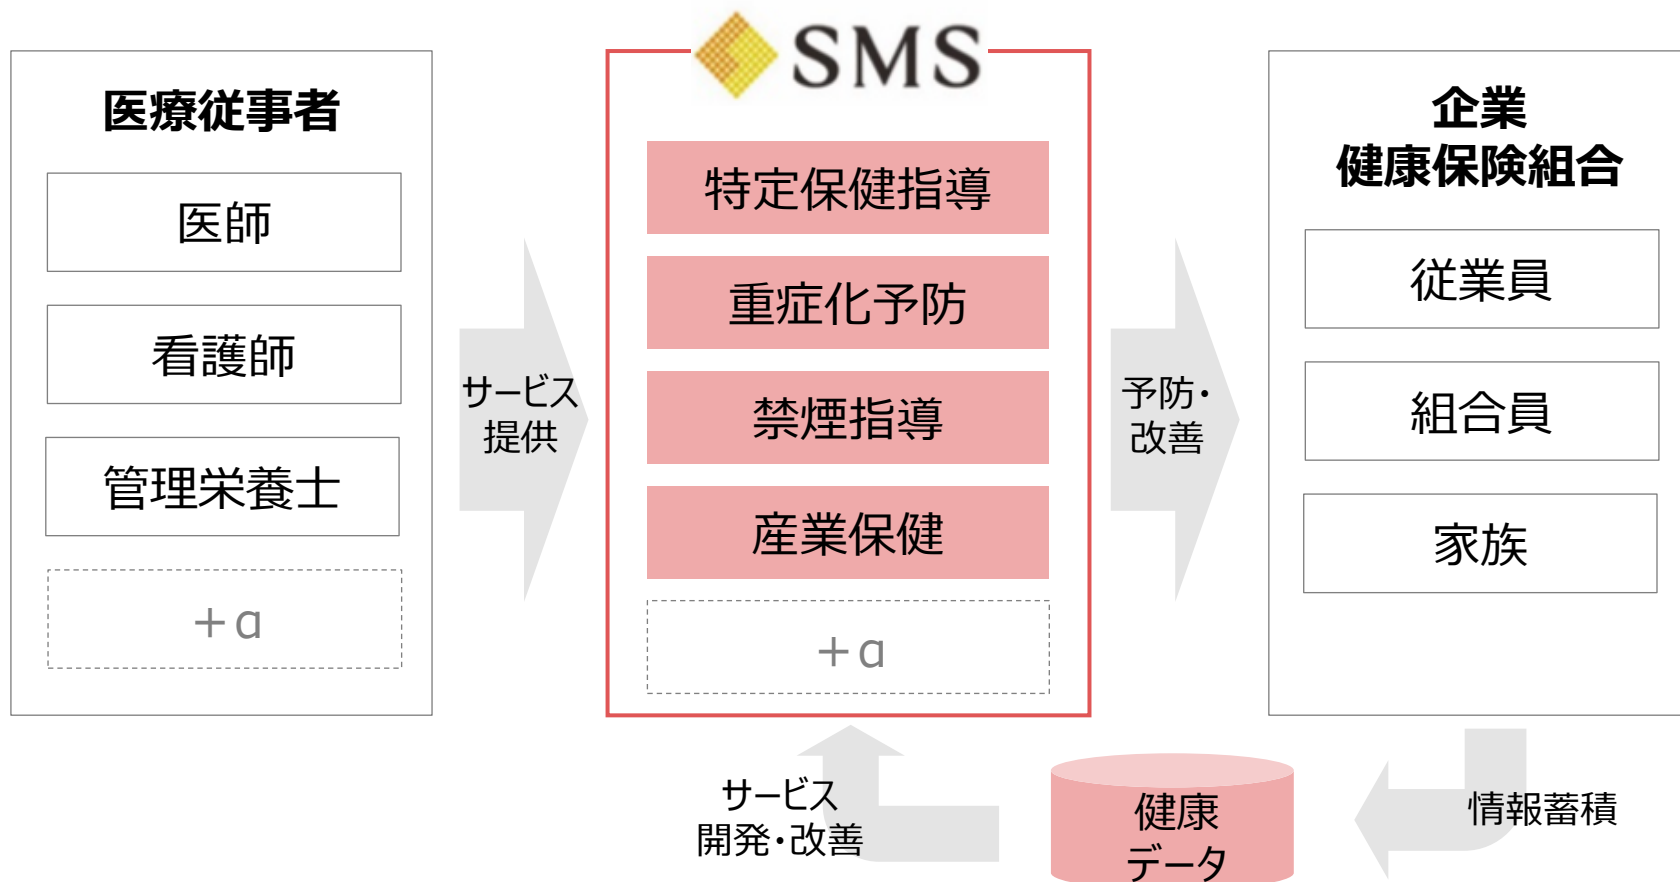 医療従事者
医師
看護師
管理栄養士
+α
サービス
提供
SMS
特定保健指導
重症化予防
禁煙指導
産業保健
+α
予防・
改善
企業
健康保険組合
従業員
組合員
家族
情報蓄積
健康
データ
サービス
開発・改善